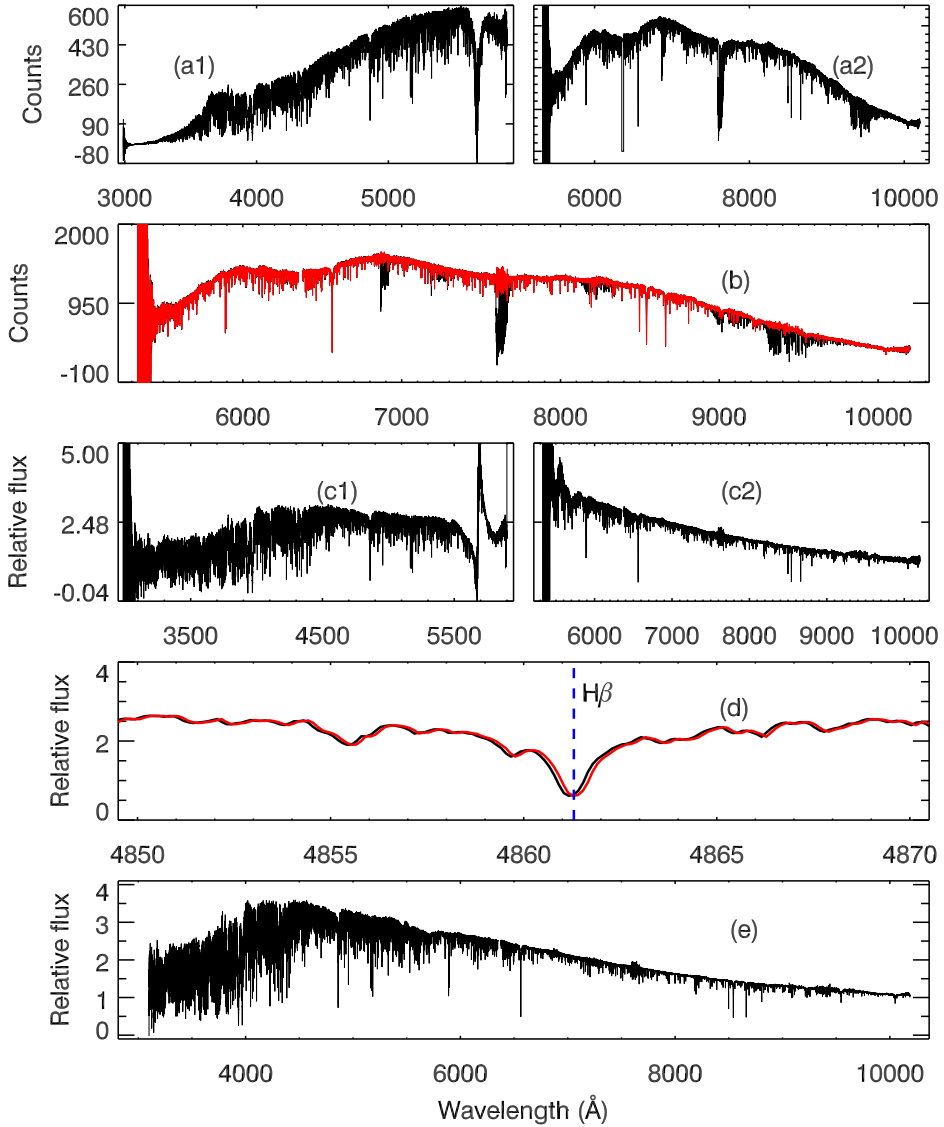 600
430
260
90
-80
Counts
(a1)
(a2)
3000 4000 5000
6000 8000 10000
2000
950
-100
Counts
(b)
6000 7000 8000 9000 10000
5.00
2.48
-0.04
Relative flux
(c1)
(c2)
3500 4500 5500
6000 7000 8000 9000 10000
4
2
0
Relative flux
Hβ
(d)
4850 4855 4860 4865 4870
4
3
2
1
0
Relative flux
(e)
4000 6000 8000 10000
Wavelength (Å)